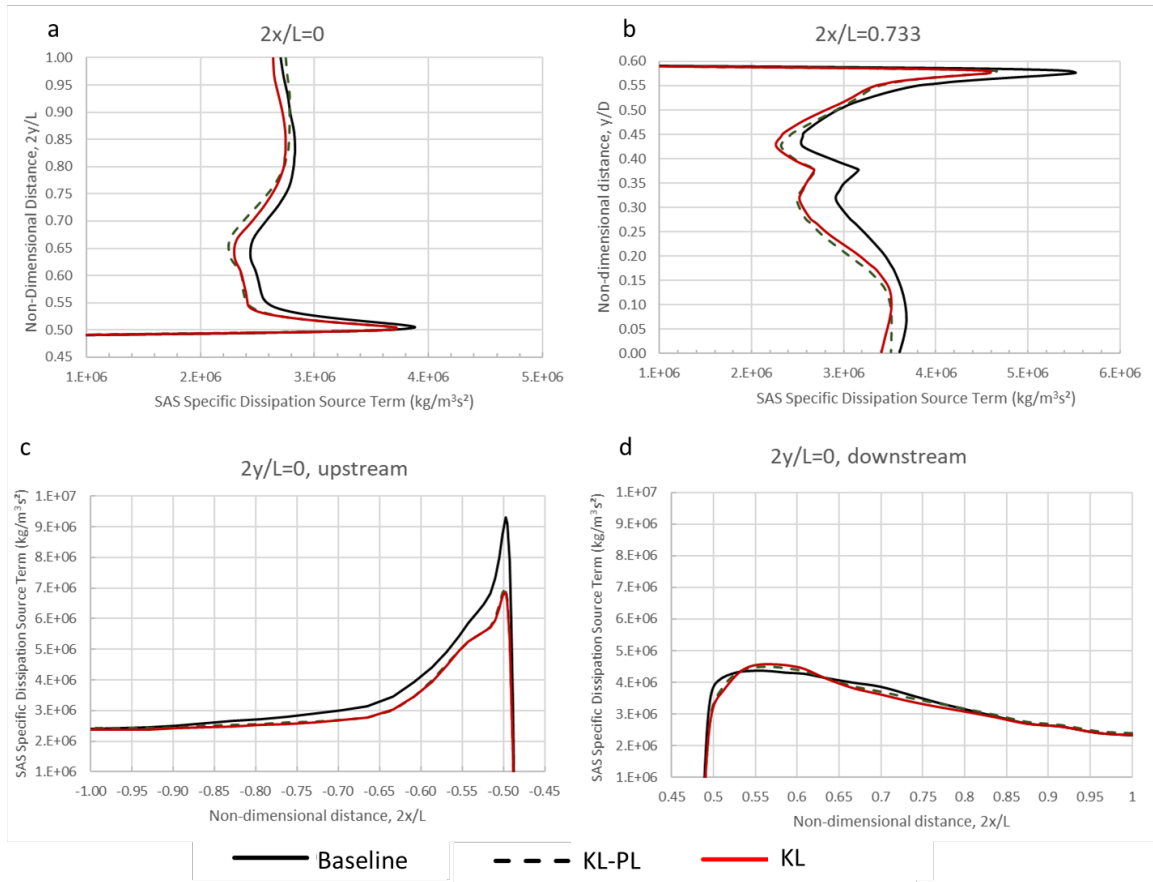 a
2x/L=0
1.00
0.90
0.85
0.80
0.75
0.70
0.65
0.60
0.55
0.50
0.45
Non-Dimensional Distance, 2y/L
1.E+06
2.E+06
3.E+06
4.E+06
5.E+06
SAS Specific Dissipation Source Term (kg/m³s²)
b
2x/L=0.733
0.60
0.55
0.50
0.45
0.40
0.35
0.30
0.25
0.20
0.15
0.10
0.05
0.00
Non-dimensional distance, y/D
1.E+06
2.E+06
3.E+06
4.E+06
5.E+06
6.E+06
SAS Specific Dissipation Source Term (kg/m³s²)
c
2y/L=0, upstream
1.E+07
9.E+06
8.E+06
7.E+06
6.E+06
5.E+06
4.E+06
3.E+06
2.E+06
1.E+06
SAS Specific Dissipation Source Term (kg/m³s²)
-1.00
-0.95
-0.90
-0.85
-0.80
-0.75
-0.70
-0.65
-0.60
-0.55
-0.50
-0.45
Non-dimensional distance, 2x/L
d
2y/L=0, downstream
1.E+07
9.E+06
8.E+06
7.E+06
6.E+06
5.E+06
4.E+06
3.E+06
2.E+06
1.E+06
SAS Specific Dissipation Source Term (kg/m³s²)
0.45
0.5
0.55
0.6
0.65
0.7
0.75
0.8
0.85
0.9
0.95
1
Non-dimensional distance, 2x/L
Baseline
KL-PL
KL